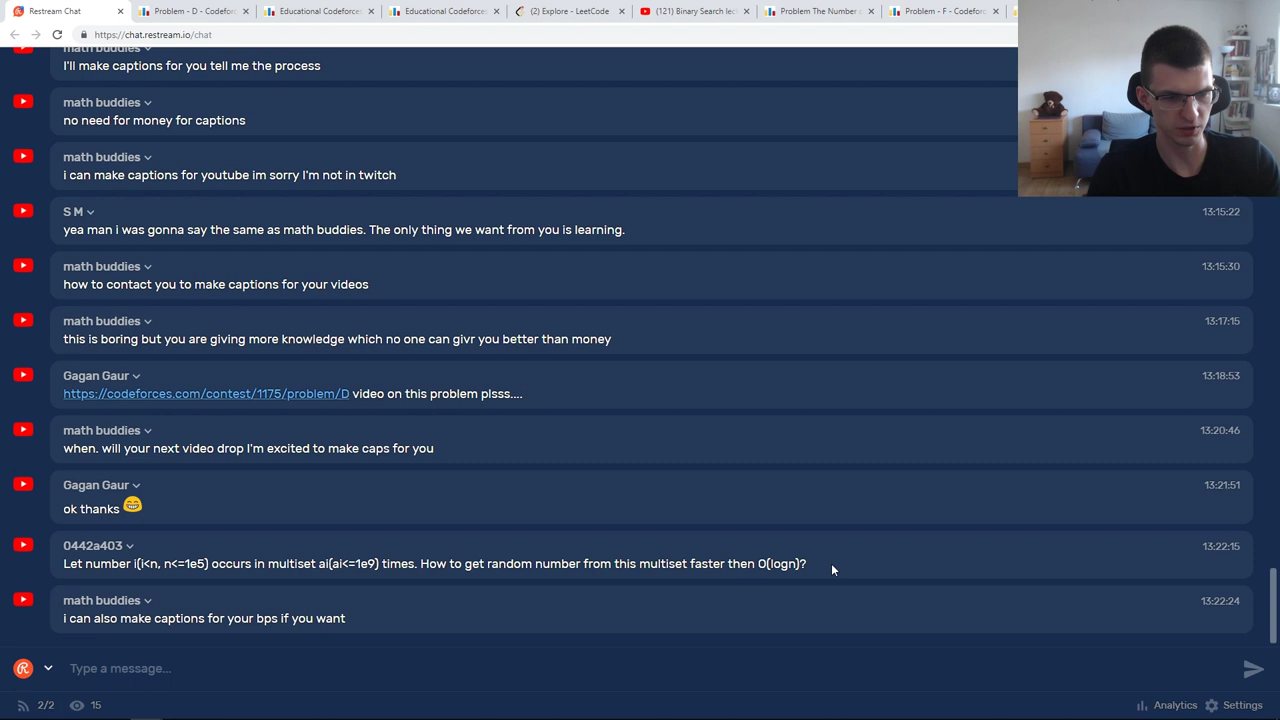 Restream Chat
Problem - D - Codeforc
Educational Codeforce
Educational Codeforce
(2) Explore - LeetCode
(121) Binary Search In
Problem The Number
Problem - F - Codefor
https://chat.restream.io/chat
math buddies
I'll make captions for you tell me the process
math buddies
no need for money for captions
math buddies
i can make captions for youtube im sorry I'm not in twitch
S M
13:15:22
yea man i was gonna say the same as math buddies. The only thing we want from you is learning.
math buddies
13:15:30
how to contact you to make captions for your videos
math buddies
13:17:15
this is boring but you are giving more knowledge which no one can givr you better than money
Gagan Gaur
13:18:53
https://codeforces.com/contest/1175/problem/D video on this problem plsss....
math buddies
13:20:46
when. will your next video drop I'm excited to make caps for you
Gagan Gaur
13:21:51
ok thanks 😁
0442a403
13:22:15
Let number i(i<n, n<=1e5) occurs in multiset ai(ai<=1e9) times. How to get random number from this multiset faster then O(logn)?
math buddies
13:22:24
i can also make captions for your bps if you want
Type a message...
2/2
15
Analytics
Settings